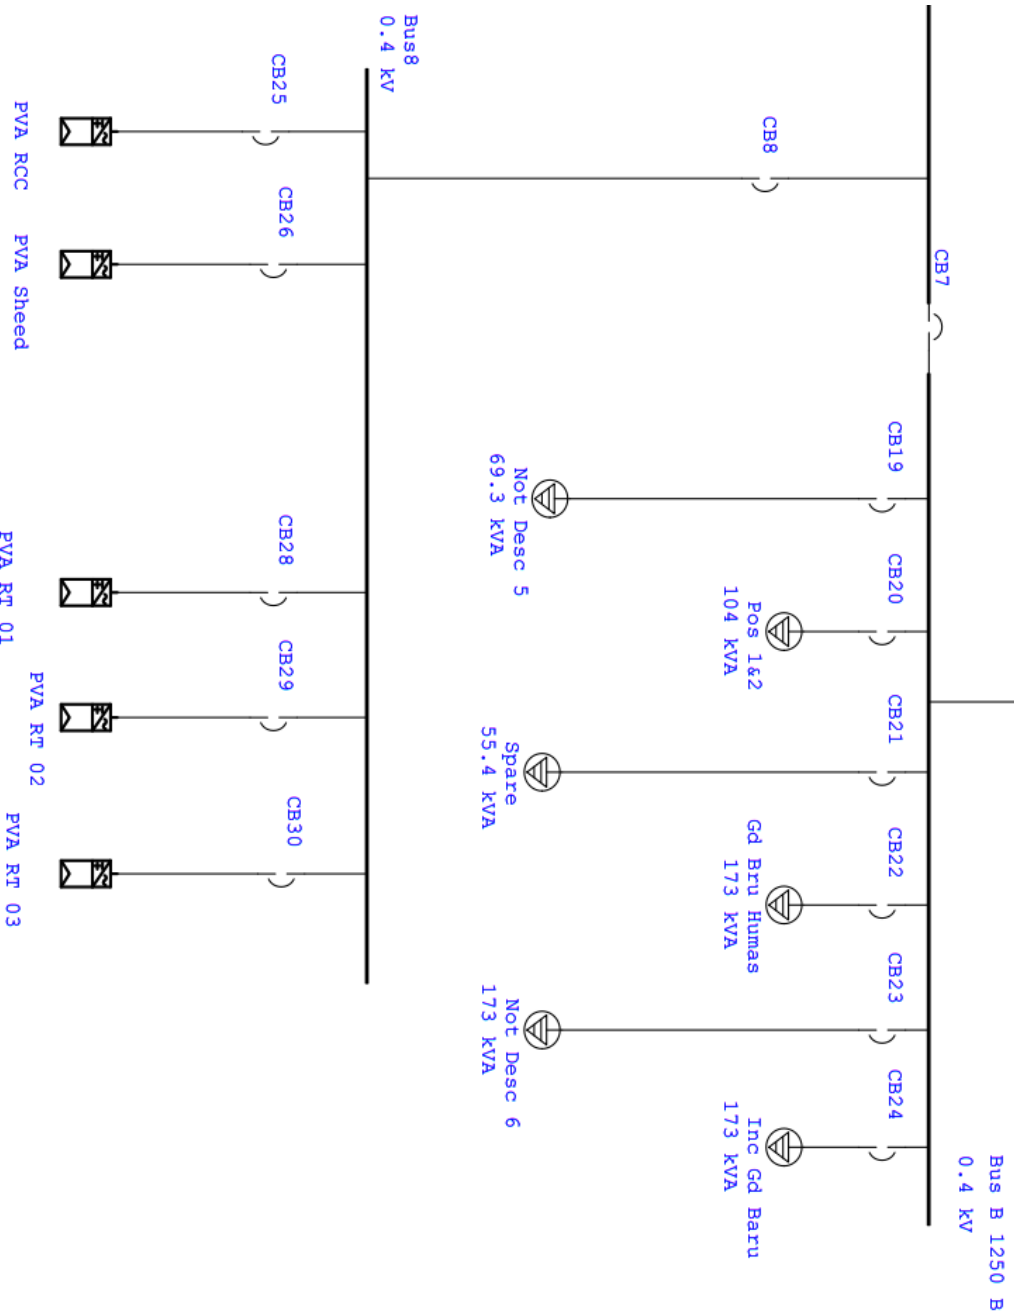 Bus B 1250 B
0.4 kV
CB7
CB8
CB19
CB20
CB21
CB22
CB23
CB24
Not Desc 5
69.3 kVA
Pos 1&2
104 kVA
Spare
55.4 kVA
Gd Bru Humas
173 kVA
Not Desc 6
173 kVA
Inc Gd Baru
173 kVA
Bus8
0.4 kV
CB25
CB26
CB28
CB29
CB30
PVA RCC
PVA Sheed
PVA RT 01
PVA RT 02
PVA RT 03